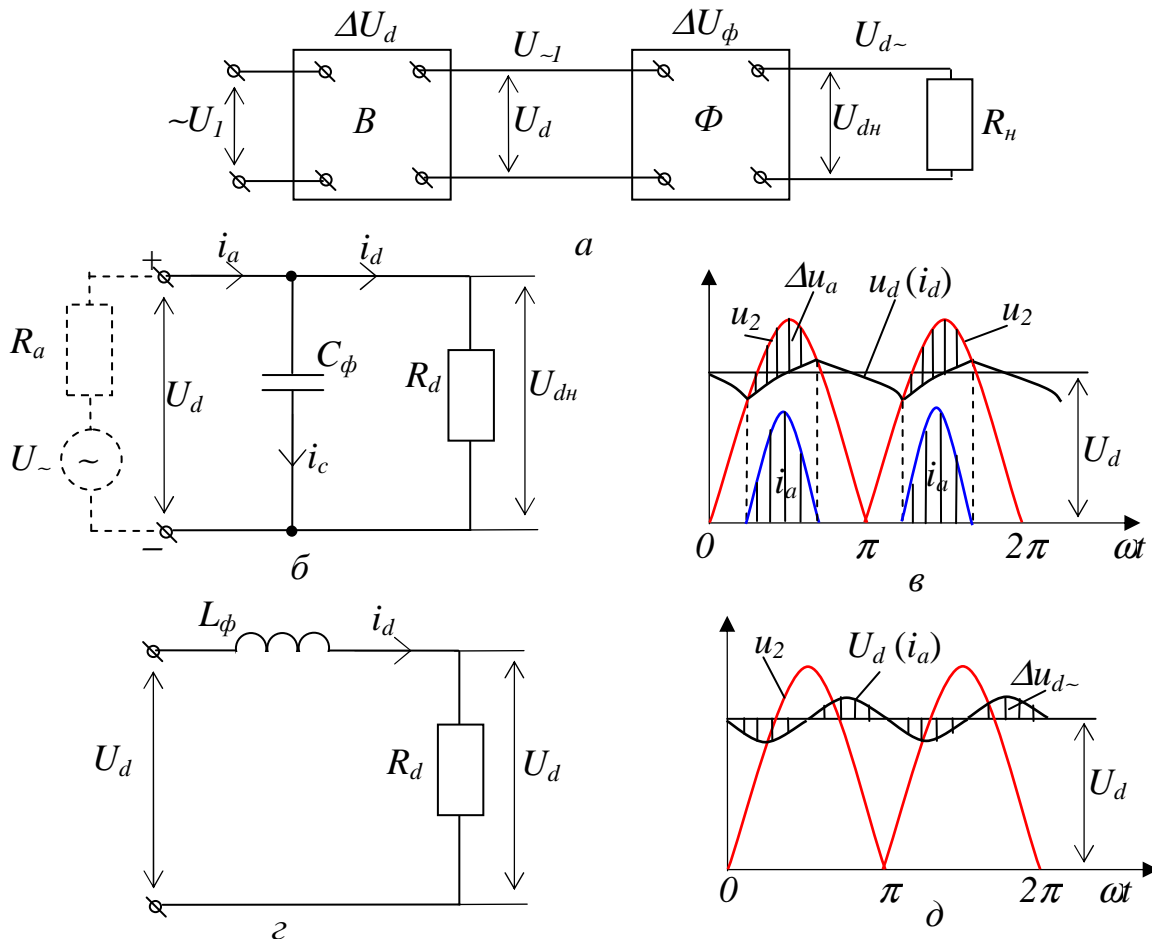 ΔU_d
U_~1
ΔU_ф
U_d~
~U_1
В
U_d
Ф
U_dн
R_н
а
+
i_a
i_d
R_a
U_~
~
U_d
C_ф
i_c
R_d
U_dн
–
б
u_2
Δu_a
u_d (i_d)
u_2
i_a
i_a
U_d
0
π
2π
ωt
в
L_ф
i_d
U_d
R_d
U_d
г
u_2
U_d (i_a)
Δu_d~
U_d
0
π
2π
ωt
д